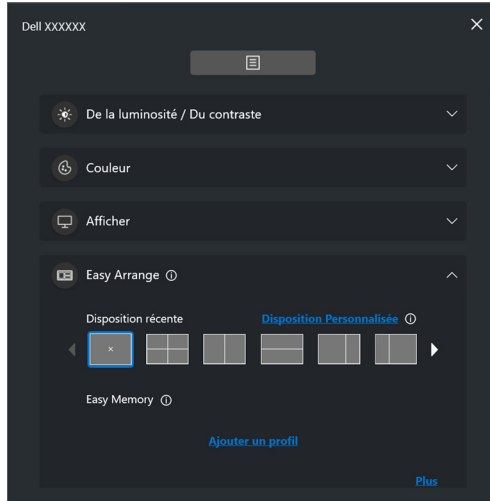 Dell XXXXXX
De la luminosité / Du contraste
Couleur
Afficher
Easy Arrange
Disposition récente Disposition Personnalisée
Easy Memory
Ajouter un profil
Plus